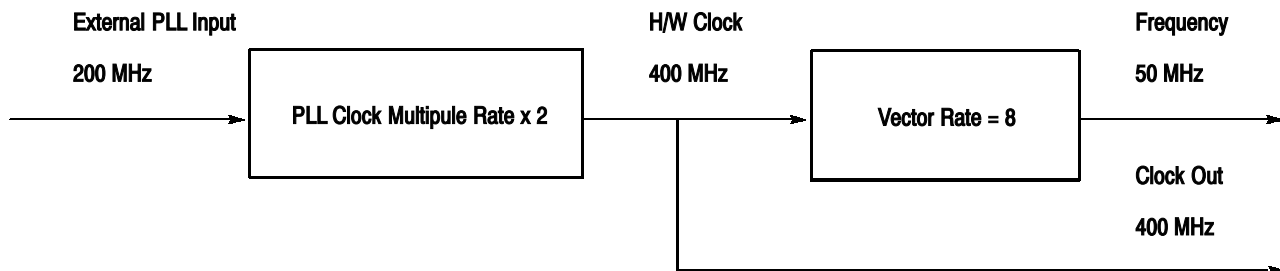 External PLL Input
200 MHz
PLL Clock Multipule Rate x 2
H/W Clock
400 MHz
Vector Rate = 8
Frequency
50 MHz
Clock Out
400 MHz